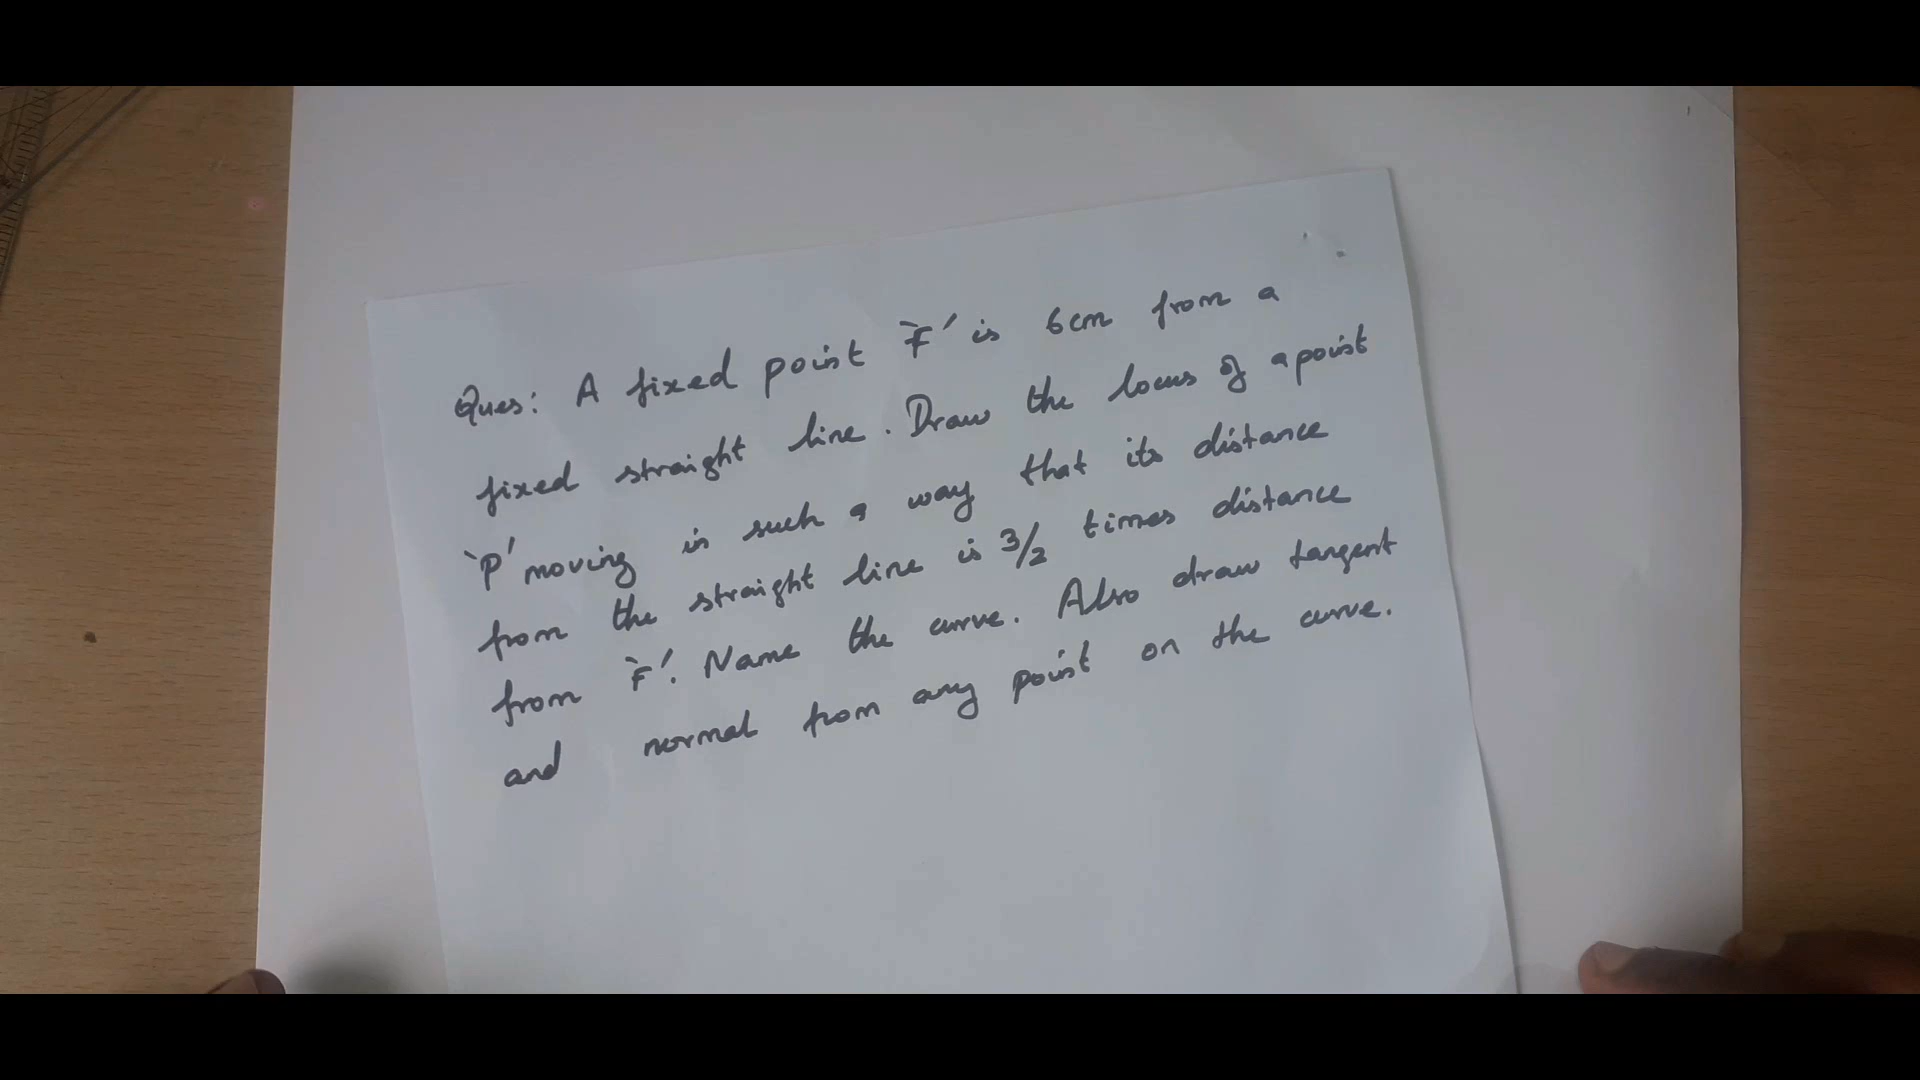 Ques: A fixed point `F' is 6cm from a
fixed straight line. Draw the locus of a point
`P' moving in such a way that its distance
from the straight line is 3/2 times distance
from `F'. Name the curve. Also draw tangent
and normal from any point on the curve.